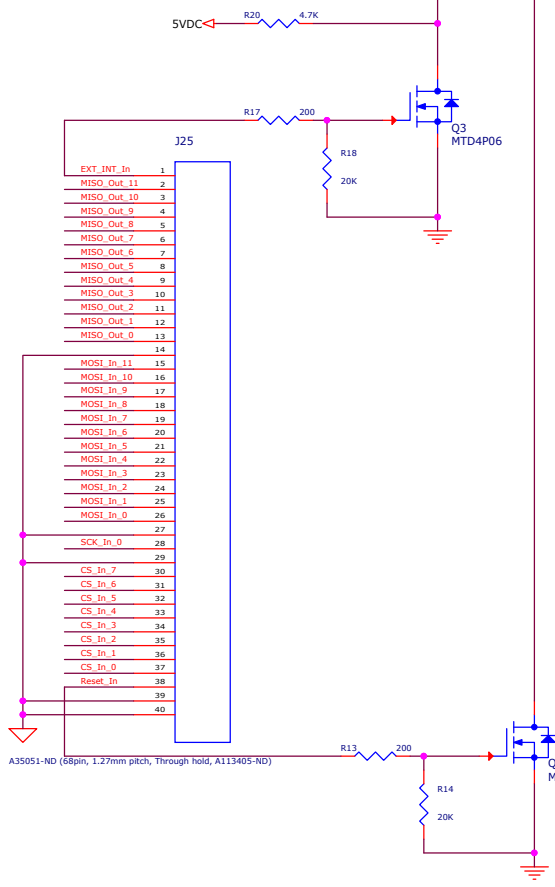 5VDC
R20 4.7K
R17 200
Q3
MTD4P06
R18
20K
J25
EXT_INT_In 1
MISO_Out_11 2
MISO_Out_10 3
MISO_Out_9 4
MISO_Out_8 5
MISO_Out_7 6
MISO_Out_6 7
MISO_Out_5 8
MISO_Out_4 9
MISO_Out_3 10
MISO_Out_2 11
MISO_Out_1 12
MISO_Out_0 13
14
MOSI_In_11 15
MOSI_In_10 16
MOSI_In_9 17
MOSI_In_8 18
MOSI_In_7 19
MOSI_In_6 20
MOSI_In_5 21
MOSI_In_4 22
MOSI_In_3 23
MOSI_In_2 24
MOSI_In_1 25
MOSI_In_0 26
27
SCK_In_0 28
29
CS_In_7 30
CS_In_6 31
CS_In_5 32
CS_In_4 33
CS_In_3 34
CS_In_2 35
CS_In_1 36
CS_In_0 37
Reset_In 38
39
40
A35051-ND (68pin, 1.27mm pitch, Through hold, A113405-ND)
R13 200
R14
20K
Q
M